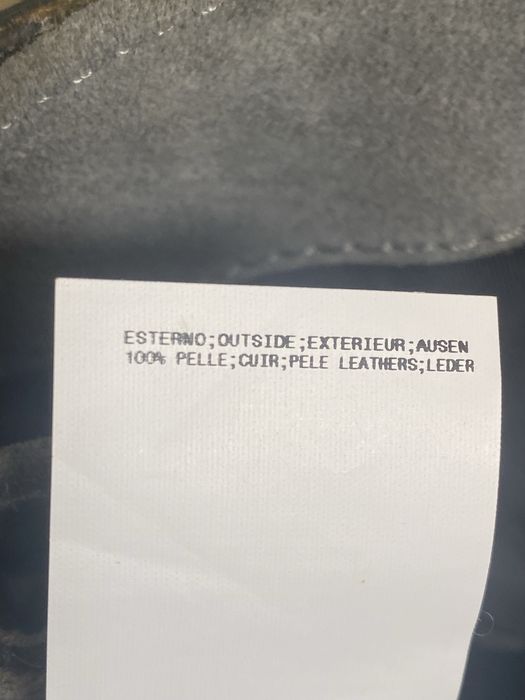 ESTERNO;OUTSIDE;EXTERIEUR;AUSEN
100% PELLE;CUIR;PELE LEATHERS;LEDER